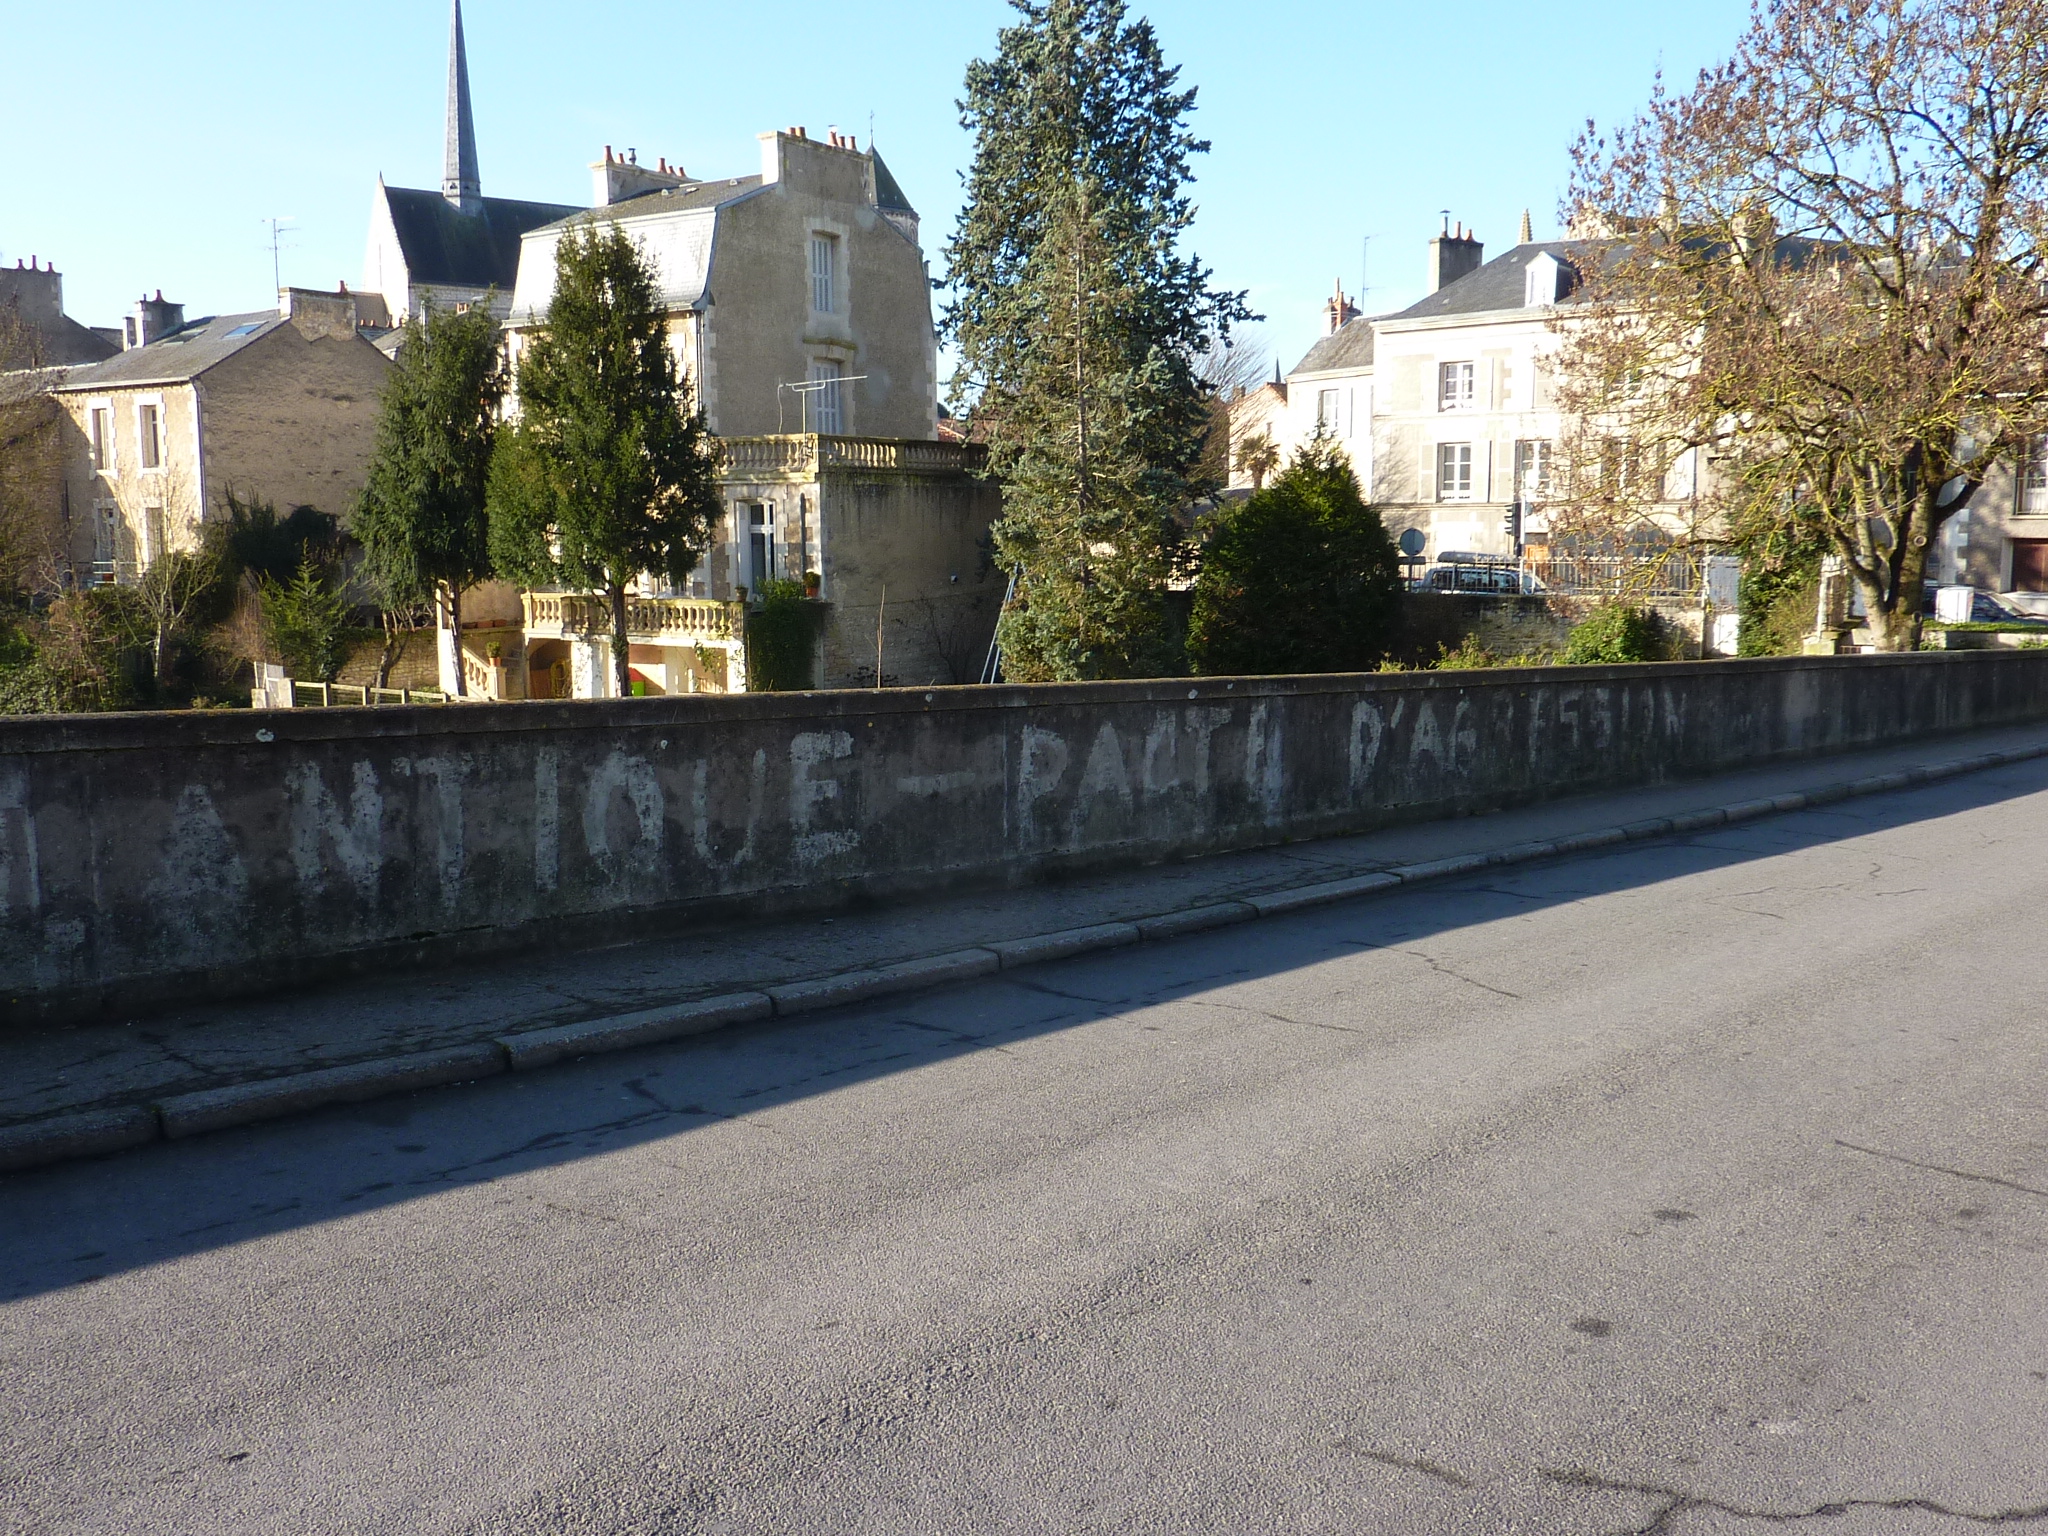 ANTIQUE — PACTE D'AGRESSION